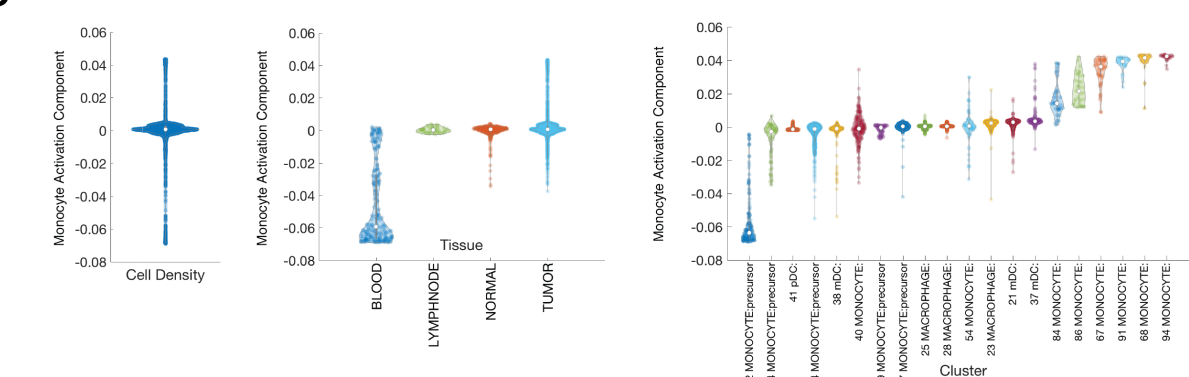 Monocyte Activation Component
0.06
0.04
0.02
0
-0.02
-0.04
-0.06
-0.08
Cell Density
Monocyte Activation Component
0.06
0.04
0.02
0
-0.02
-0.04
-0.06
-0.08
Tissue
BLOOD
LYMPHNODE
NORMAL
TUMOR
Monocyte Activation Component
0.06
0.04
0.02
0
-0.02
-0.04
-0.06
-0.08
MONOCYTE:precursor
MONOCYTE:precursor
41 pDC:
MONOCYTE:precursor
38 mDC:
40 MONOCYTE:
MONOCYTE:precursor
MONOCYTE:precursor
25 MACROPHAGE:
28 MACROPHAGE:
54 MONOCYTE:
23 MACROPHAGE:
21 mDC:
37 mDC:
84 MONOCYTE:
86 MONOCYTE:
67 MONOCYTE:
91 MONOCYTE:
68 MONOCYTE:
94 MONOCYTE:
Cluster